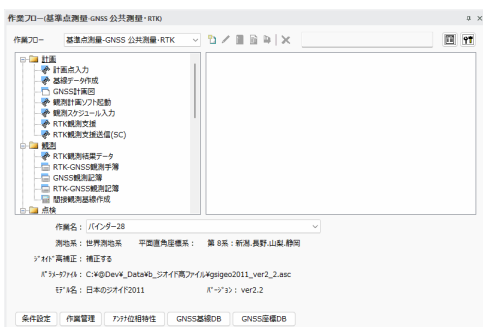 作業フロー(基準点測量-GNSS 公共測量・RTK)
作業フロー 基準点測量-GNSS 公共測量・RTK
計画
計画点入力
基線データ作成
GNSS計画図
観測計画ソフト起動
観測スケジュール入力
RTK観測支援
RTK観測支援送信(SC)
観測
RTK観測結果データ
RTK-GNSS観測手簿
GNSS観測記簿
RTK-GNSS観測記簿
間接観測基線作成
点検
作業名： バインダー28
測地系： 世界測地系 平面直角座標系： 第 8系：新潟.長野.山梨.静岡
ジオイド高補正： 補正する
パラメータファイル： C:¥@Dev¥_Data¥b_ジオイド高ファイル¥gsigeo2011_ver2_2.asc
モデル名： 日本のジオイド2011 バージョン： ver2.2
条件設定 作業管理 アンテナ位相特性 GNSS基線DB GNSS座標DB